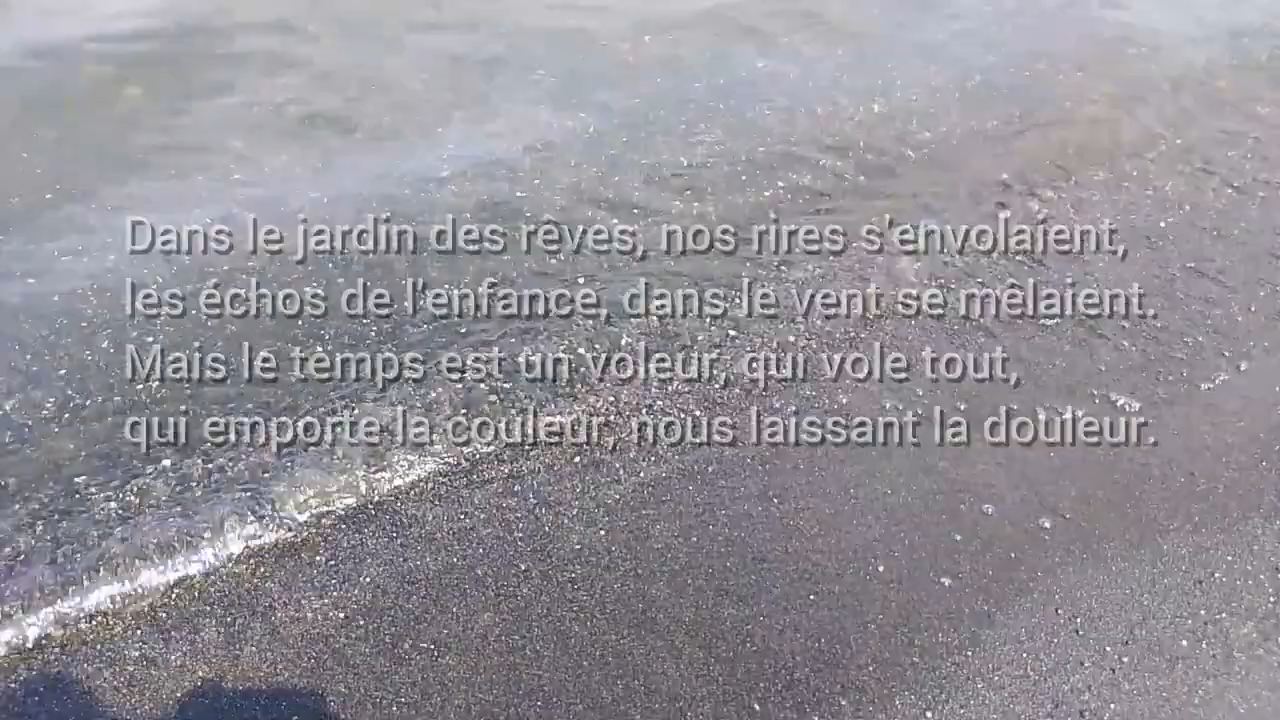 Dans le jardin des rêves, nos rires s'envolaient,
les échos de l'enfance, dans le vent se mêlaient.
Mais le temps est un voleur, qui vole tout,
qui emporte la couleur, nous laissant la douleur.